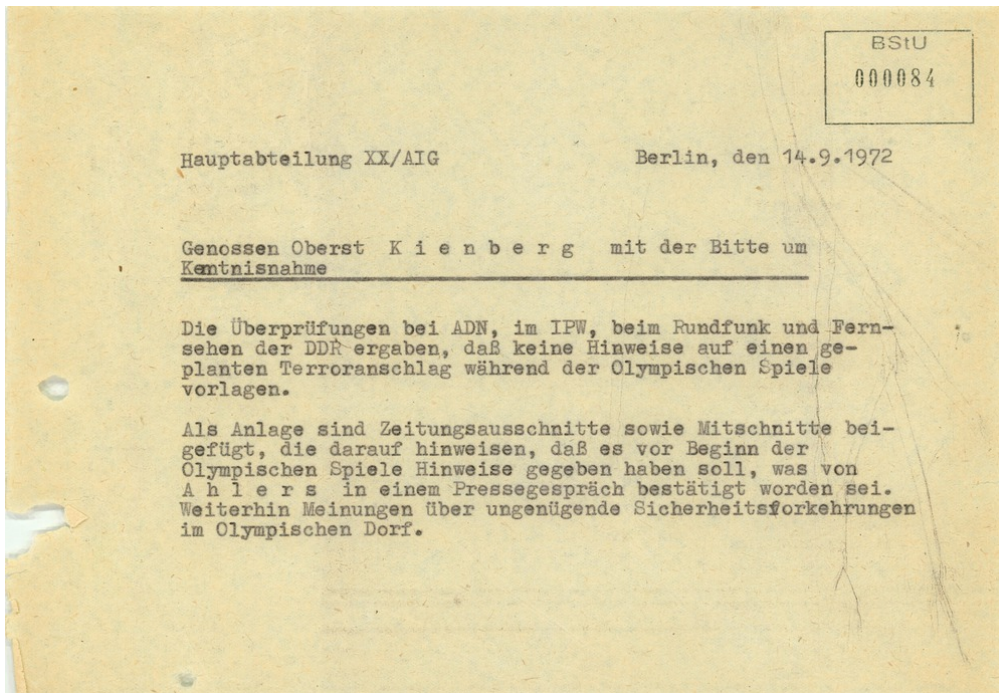 BStU
000084
Hauptabteilung XX/AIG Berlin, den 14.9.1972
Genossen Oberst K i e n b e r g mit der Bitte um
Kentnisnahme
Die Überprüfungen bei ADN, im IPW, beim Rundfunk und Fern-
sehen der DDR ergaben, daß keine Hinweise auf einen ge-
planten Terroranschlag während der Olympischen Spiele
vorlagen.
Als Anlage sind Zeitungsausschnitte sowie Mitschnitte bei-
gefügt, die darauf hinweisen, daß es vor Beginn der
Olympischen Spiele Hinweise gegeben haben soll, was von
A h l e r s in einem Pressegespräch bestätigt worden sei.
Weiterhin Meinungen über ungenügende Sicherheitsvorkehrungen
im Olympischen Dorf.